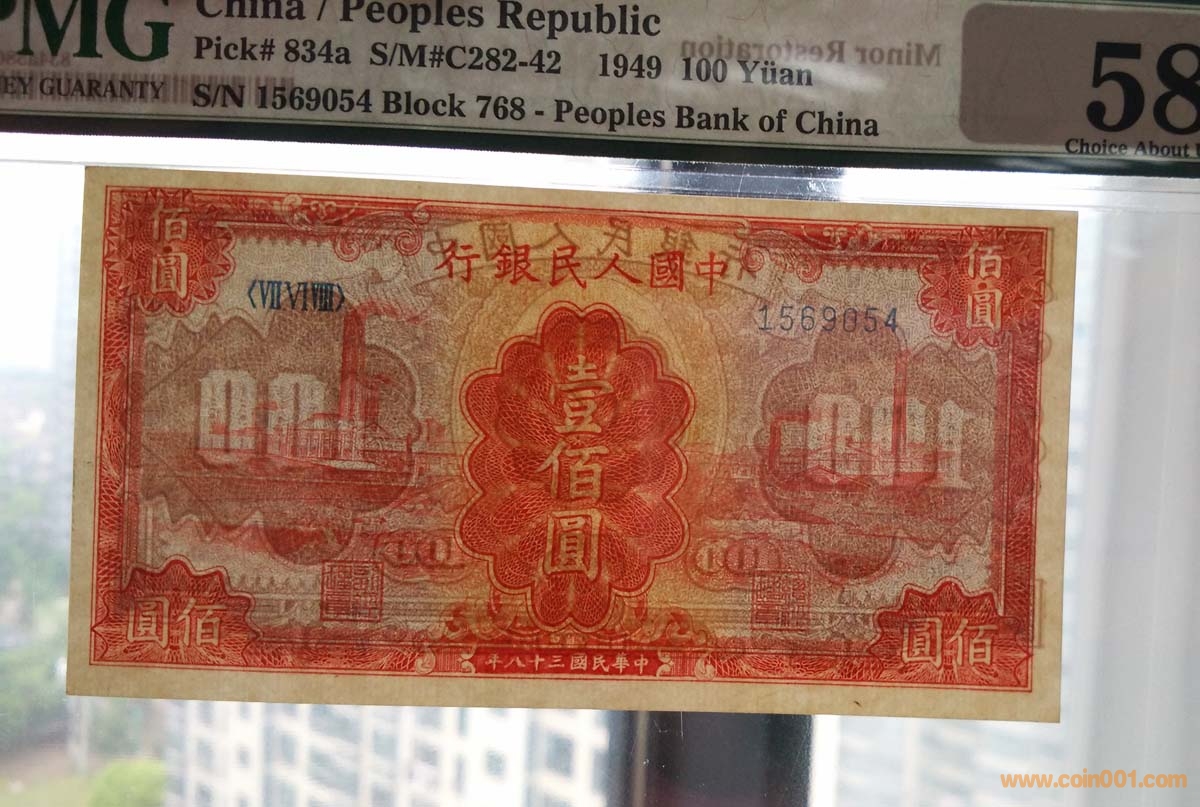 PMG
China / Peoples Republic
Pick# 834a S/M#C282-42 1949 100 Yüan
Minor Restoration
EY GUARANTY
S/N 1569054 Block 768 - Peoples Bank of China
58
Choice About
佰圓
行銀民人國中
佰圓
〈VII VI VIII〉
1569054
壹佰圓
圓佰
圓佰
年八十三國民華中
www.coin001.com